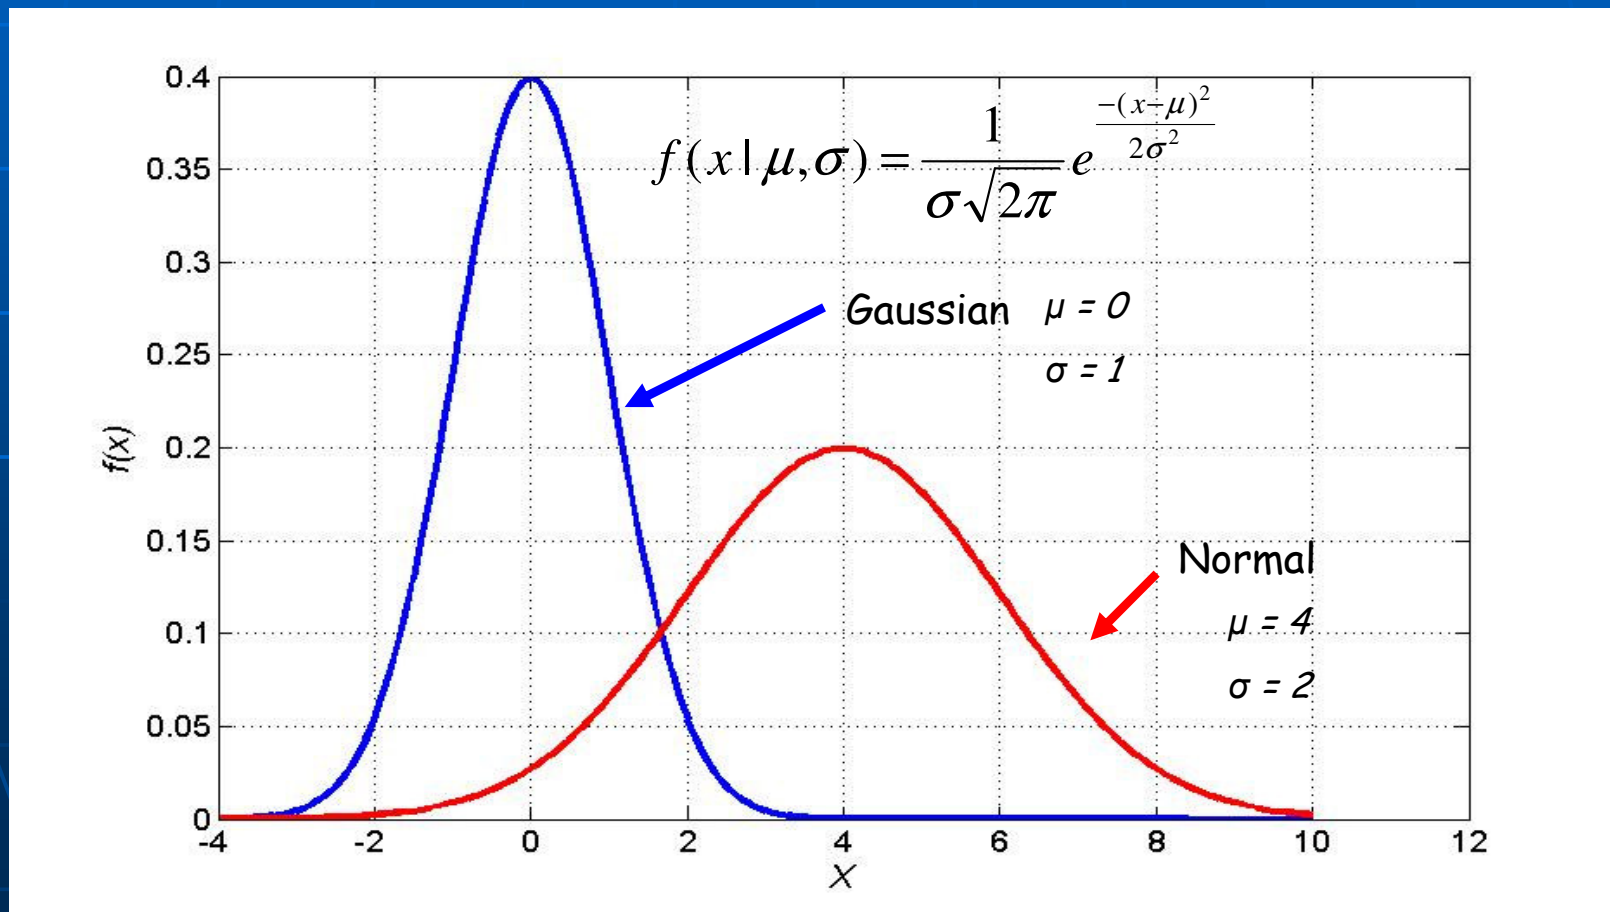 0.4
0.35
0.3
0.25
0.2
0.15
0.1
0.05
0
f(x)
f(x|μ,σ) = 1/(σ√2π) e^(-(x-μ)²/2σ²)
Gaussian μ = 0
σ = 1
Normal
μ = 4
σ = 2
-4 -2 0 2 4 6 8 10 12
X